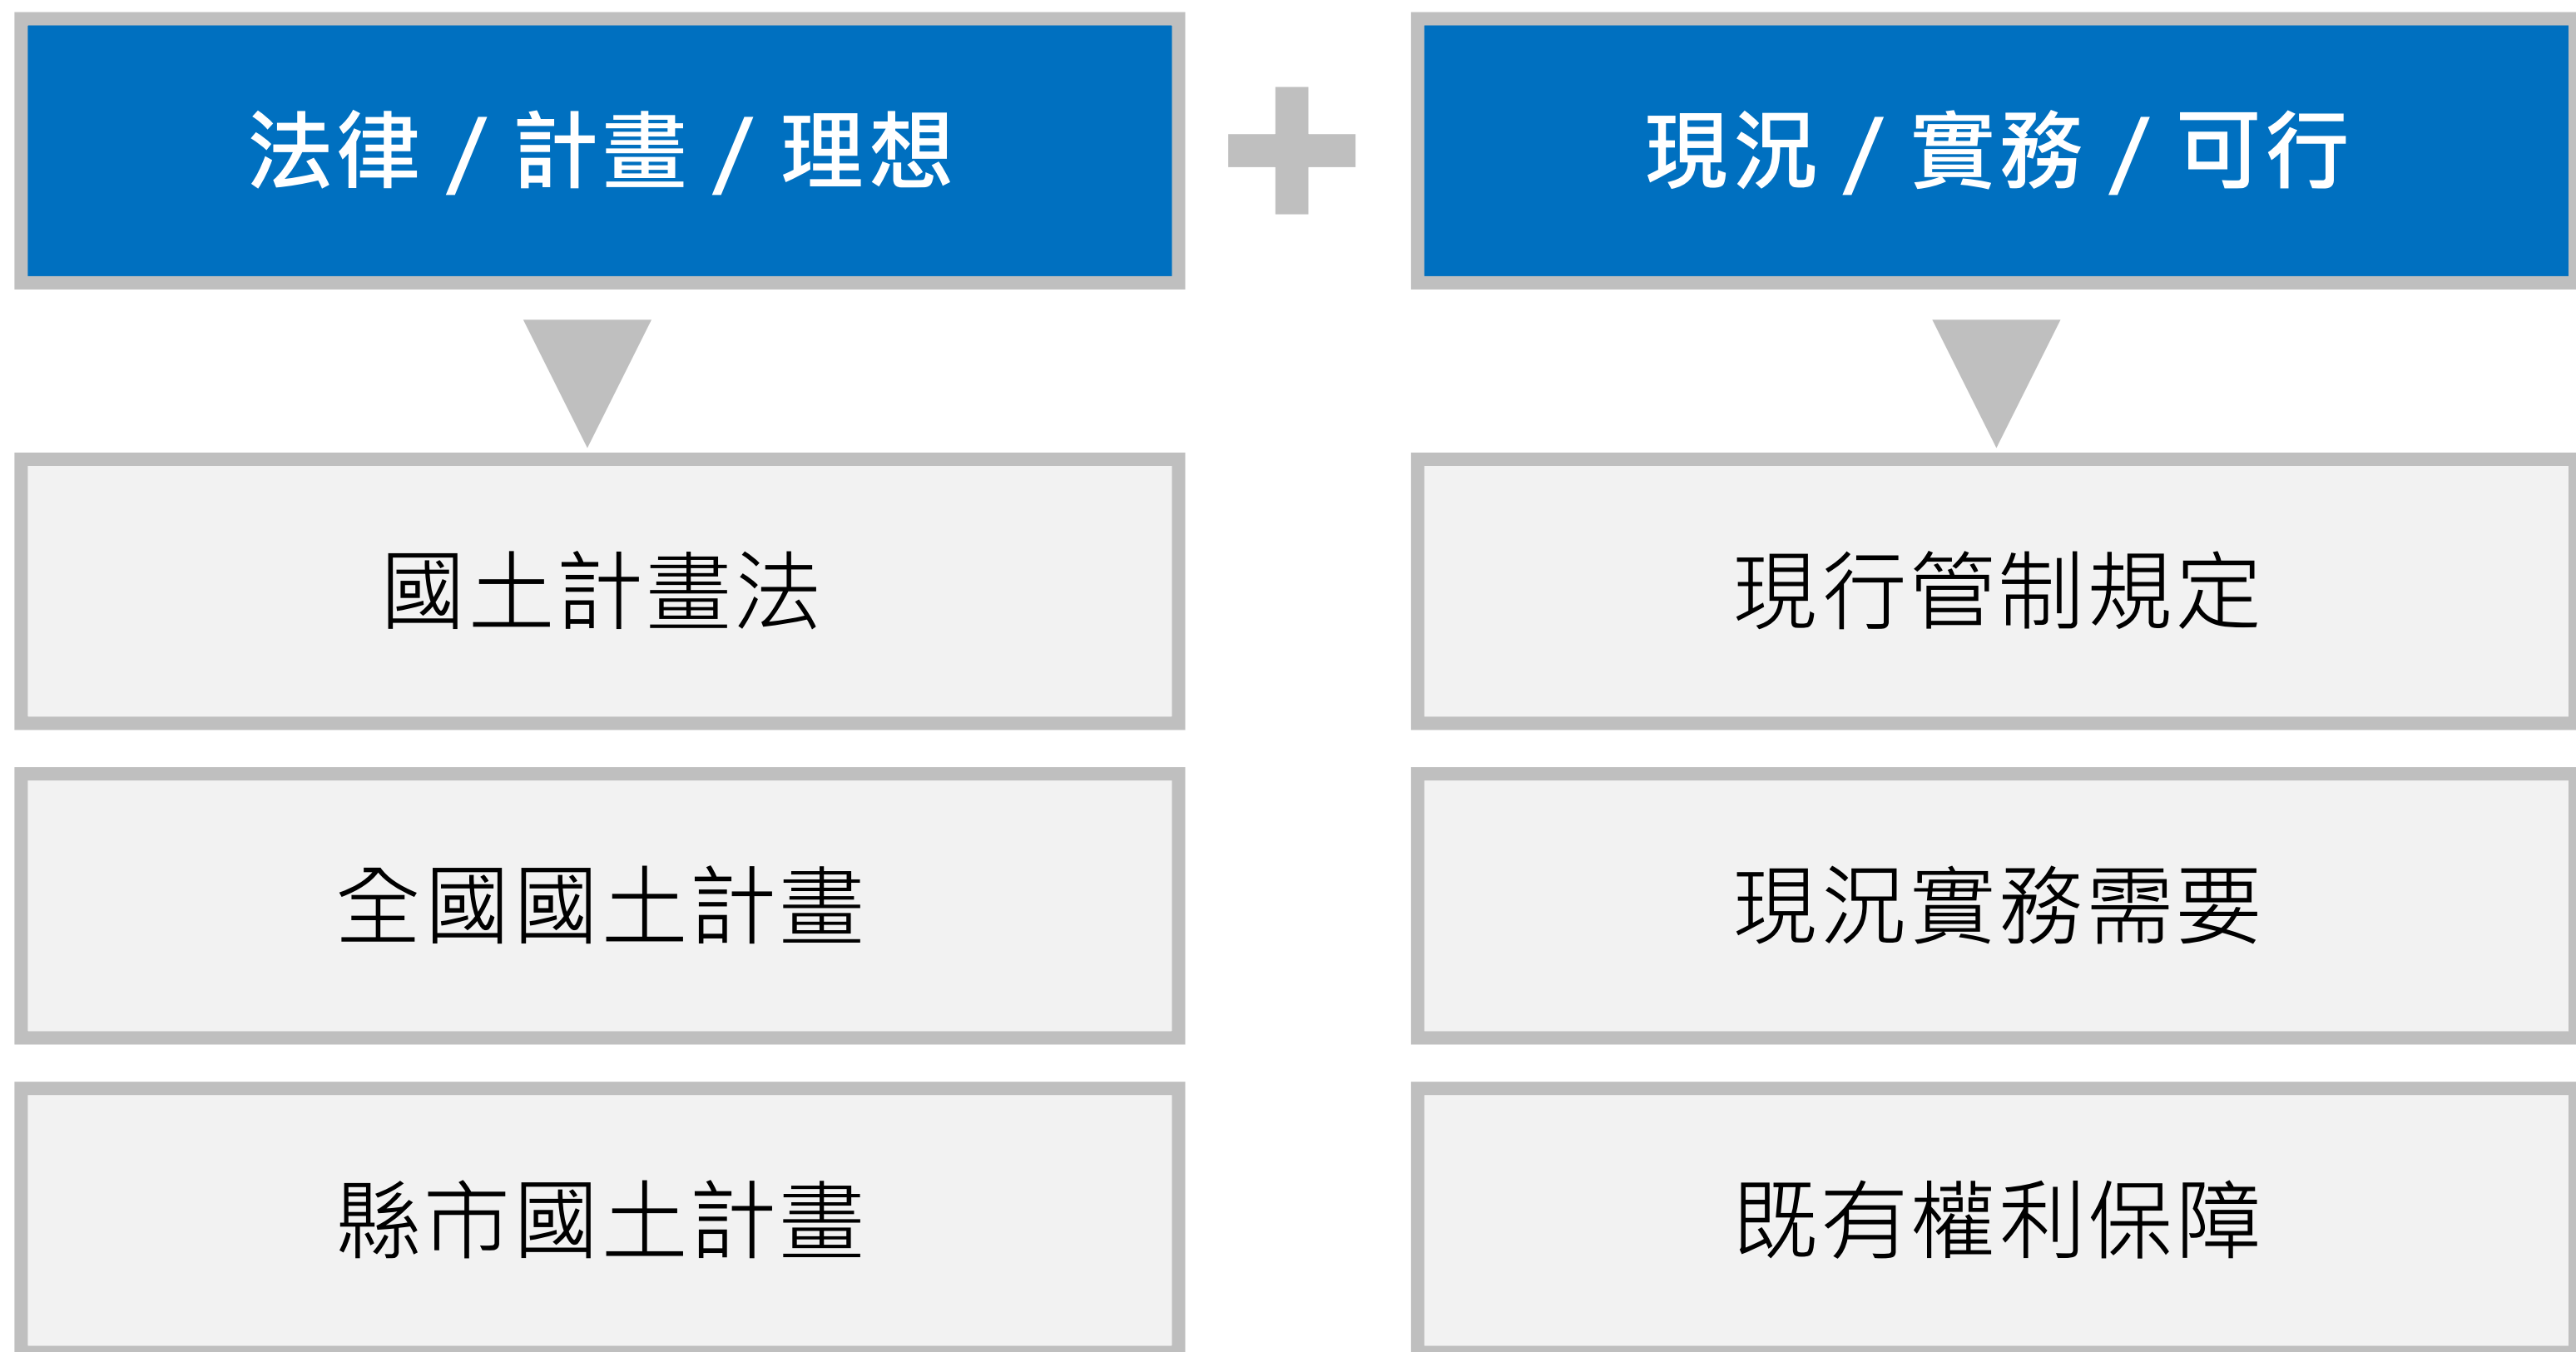 法律/計畫/理想
國土計畫法
全國國土計畫
縣市國土計畫
現況/實務/可行
現行管制規定
現況實務需要
既有權利保障